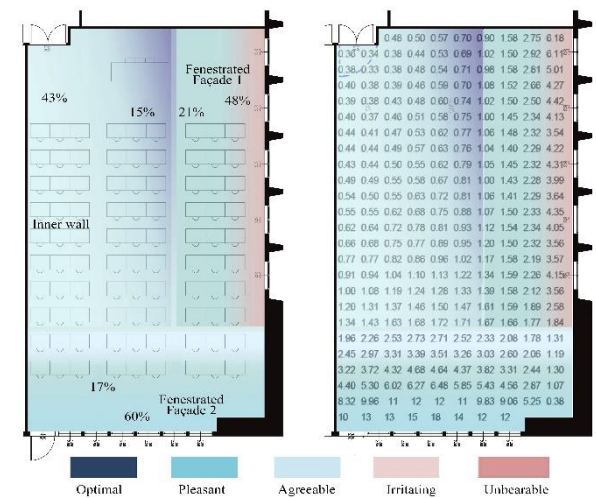 Fenestrated
Façade 1
43%
15%
21%
48%
Inner wall
17%
Fenestrated
Façade 2
60%
0.48 0.50 0.57 0.70 0.90 1.58 2.75 6.18
0.36 0.34 0.38 0.44 0.53 0.69 1.02 1.50 2.92 6.11
0.38 0.33 0.38 0.48 0.54 0.71 0.98 1.58 2.81 5.01
0.40 0.38 0.39 0.46 0.59 0.70 1.08 1.52 2.66 4.27
0.39 0.38 0.43 0.48 0.60 0.74 1.02 1.50 2.50 4.42
0.40 0.37 0.46 0.51 0.58 0.75 1.00 1.45 2.34 4.13
0.44 0.41 0.47 0.53 0.62 0.77 1.06 1.48 2.32 3.54
0.44 0.44 0.49 0.57 0.63 0.76 1.04 1.40 2.29 4.22
0.43 0.44 0.50 0.55 0.62 0.79 1.05 1.45 2.32 4.31
0.49 0.49 0.55 0.58 0.67 0.81 1.00 1.43 2.28 3.99
0.54 0.50 0.55 0.63 0.72 0.81 1.06 1.41 2.29 3.64
0.55 0.55 0.62 0.68 0.75 0.88 1.07 1.50 2.33 4.35
0.62 0.64 0.72 0.78 0.81 0.93 1.12 1.54 2.34 4.05
0.66 0.68 0.75 0.77 0.89 0.95 1.20 1.50 2.32 3.56
0.77 0.77 0.82 0.86 0.96 1.02 1.17 1.58 2.19 3.57
0.91 0.94 1.04 1.10 1.13 1.22 1.34 1.59 2.26 4.15
1.00 1.08 1.19 1.24 1.28 1.33 1.39 1.58 2.12 3.56
1.20 1.31 1.37 1.46 1.50 1.47 1.61 1.59 1.89 2.58
1.34 1.43 1.63 1.68 1.72 1.71 1.67 1.66 1.77 1.84
1.96 2.26 2.53 2.73 2.71 2.52 2.33 2.08 1.78 1.31
2.45 2.97 3.31 3.39 3.51 3.26 3.03 2.60 2.06 1.19
3.22 3.72 4.32 4.68 4.64 4.37 3.82 3.31 2.44 1.30
4.40 5.30 6.02 6.27 6.48 5.85 5.43 4.56 2.87 1.07
8.32 9.96 11 12 12 11 9.83 9.06 5.25 0.38
10 13 13 15 18 14 12 12
Optimal
Pleasant
Agreeable
Irritating
Unbearable